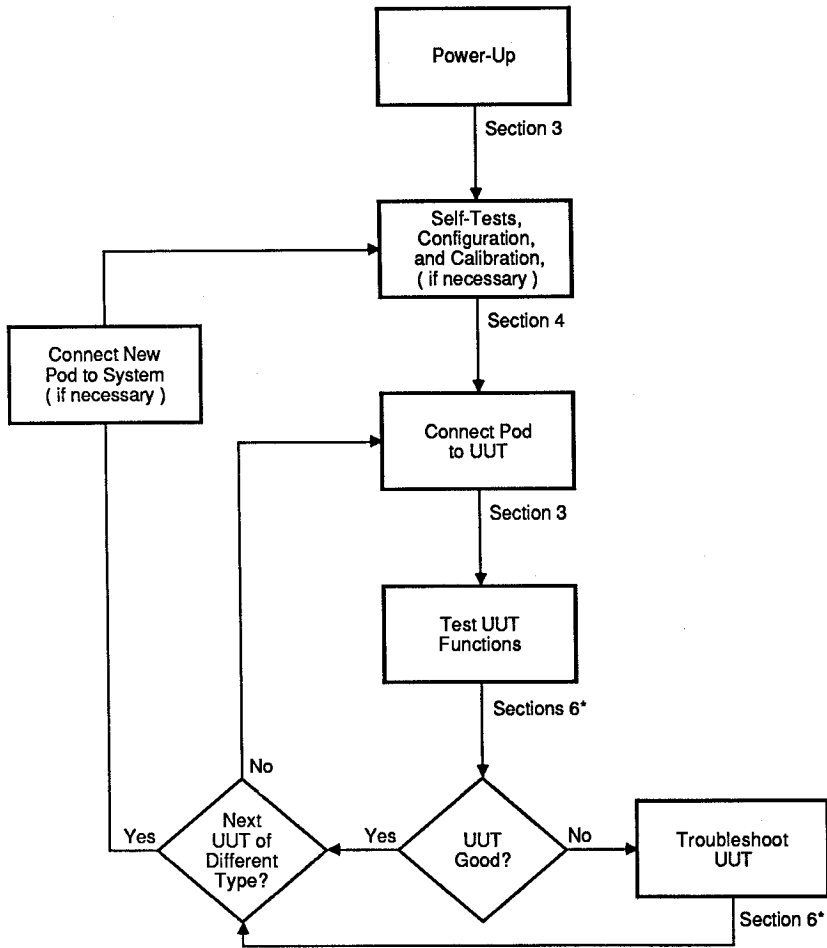 Power-Up
Section 3
Self-Tests,
Configuration,
and Calibration,
( if necessary )
Section 4
Connect New
Pod to System
( if necessary )
Connect Pod
to UUT
Section 3
Test UUT
Functions
Sections 6*
No
Next
UUT of
Different
Type?
Yes
Yes
UUT
Good?
No
Troubleshoot
UUT
Section 6*